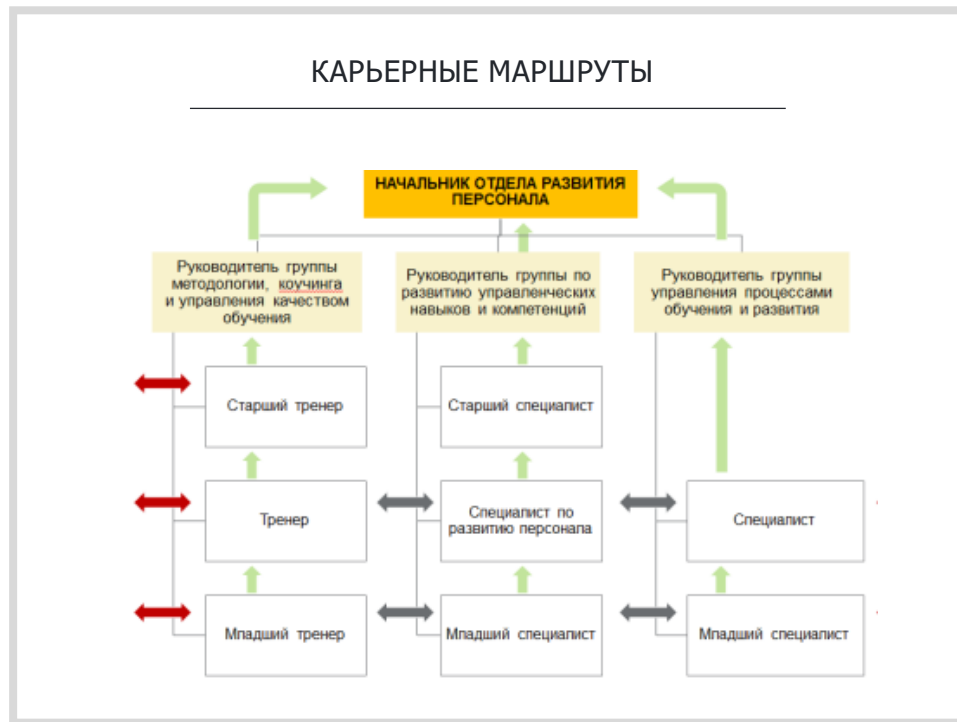 КАРЬЕРНЫЕ МАРШРУТЫ
НАЧАЛЬНИК ОТДЕЛА РАЗВИТИЯ
ПЕРСОНАЛА
Руководитель группы
методологии, коучинга
и управления качеством
обучения
Руководитель группы по
развитию управленческих
навыков и компетенций
Руководитель группы
управления процессами
обучения и развития
Старший тренер
Старший специалист
Тренер
Специалист по
развитию персонала
Специалист
Младший тренер
Младший специалист
Младший специалист